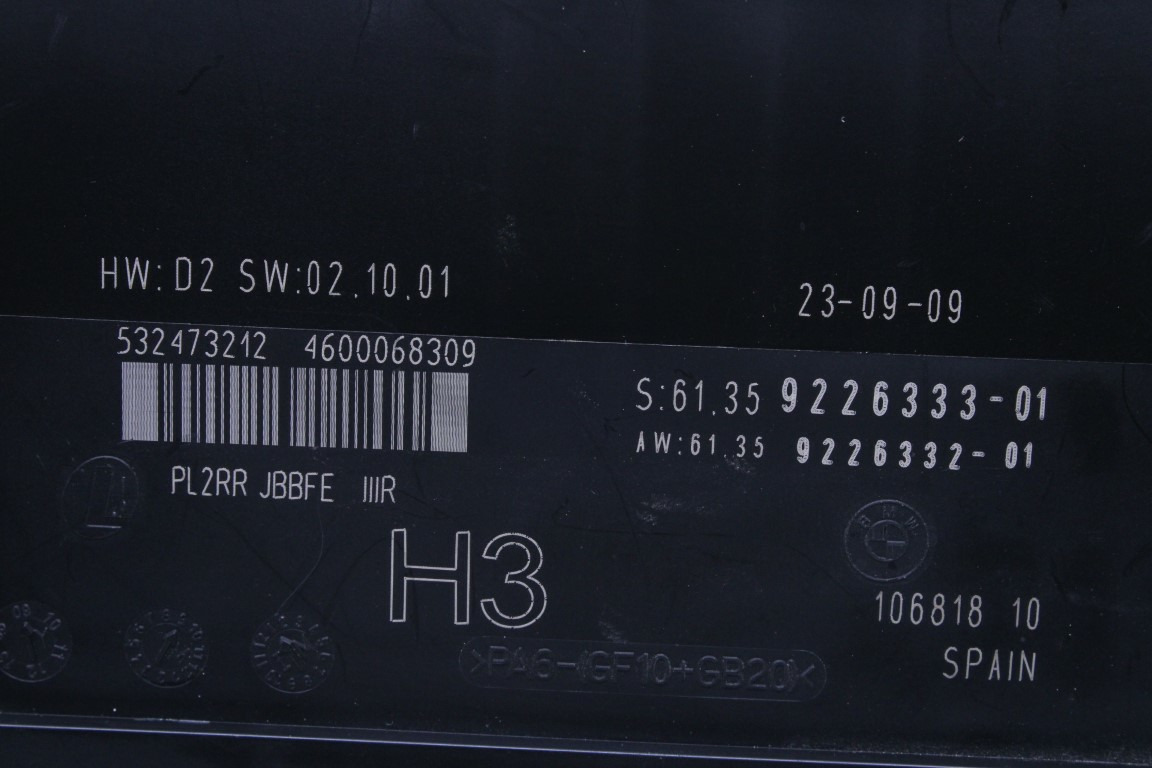 HW: D2 SW:02.10.01
23-09-09
532473212 4600068309
S:61.35 9226333-01
AW:61.35 9226332-01
PL2RR JBBFE IIIR
BMW
H3
106818 10
SPAIN
>PA6-(GF10+GB20)<